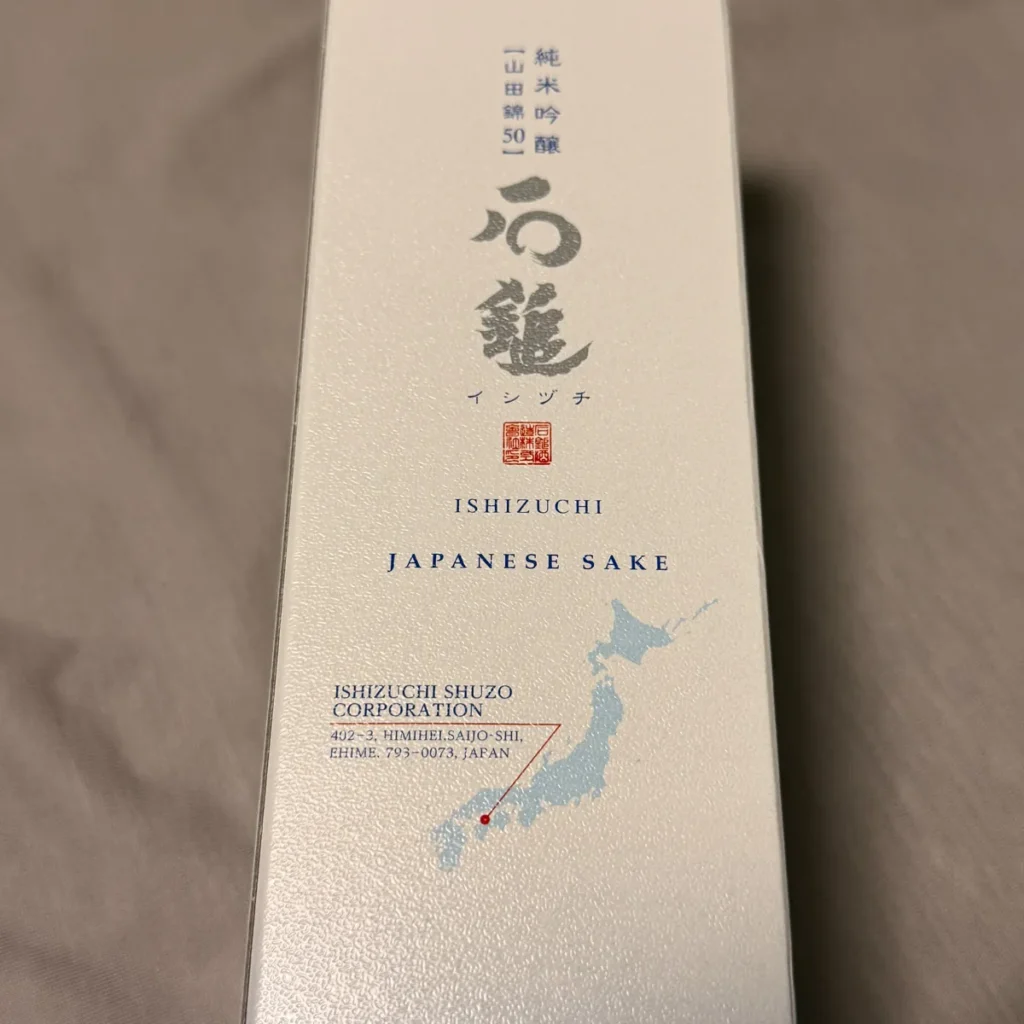 純米吟醸
【山田錦50】
石鎚
イシヅチ
ISHIZUCHI
JAPANESE SAKE
ISHIZUCHI SHUZO
CORPORATION
402-3, HIMIHEI,SAIJO-SHI,
EHIME. 793-0073, JAPAN